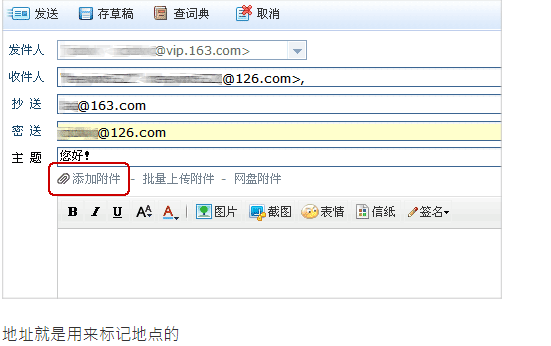 发送 存草稿 查词典 取消
发件人 @vip.163.com>
收件人 @126.com>,
抄 送 @163.com
密 送 @126.com
主 题 您好!
添加附件 - 批量上传附件 - 网盘附件
B I U AA A 图片 截图 表情 信纸 签名
地址就是用来标记地点的